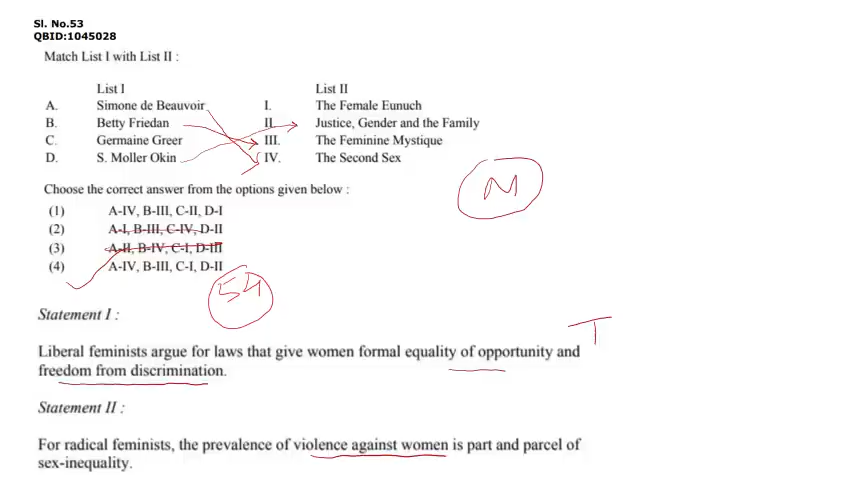 Sl. No.53
QBID:1045028
Match List I with List II :
List I List II
A. Simone de Beauvoir I. The Female Eunuch
B. Betty Friedan II. Justice, Gender and the Family
C. Germaine Greer III. The Feminine Mystique
D. S. Moller Okin IV. The Second Sex
M
Choose the correct answer from the options given below :
(1) A-IV, B-III, C-II, D-I
(2) A-I, B-III, C-IV, D-II
(3) A-II, B-IV, C-I, D-III
(4) A-IV, B-III, C-I, D-II
54
Statement I :
T
Liberal feminists argue for laws that give women formal equality of opportunity and
freedom from discrimination.
Statement II :
For radical feminists, the prevalence of violence against women is part and parcel of
sex-inequality.